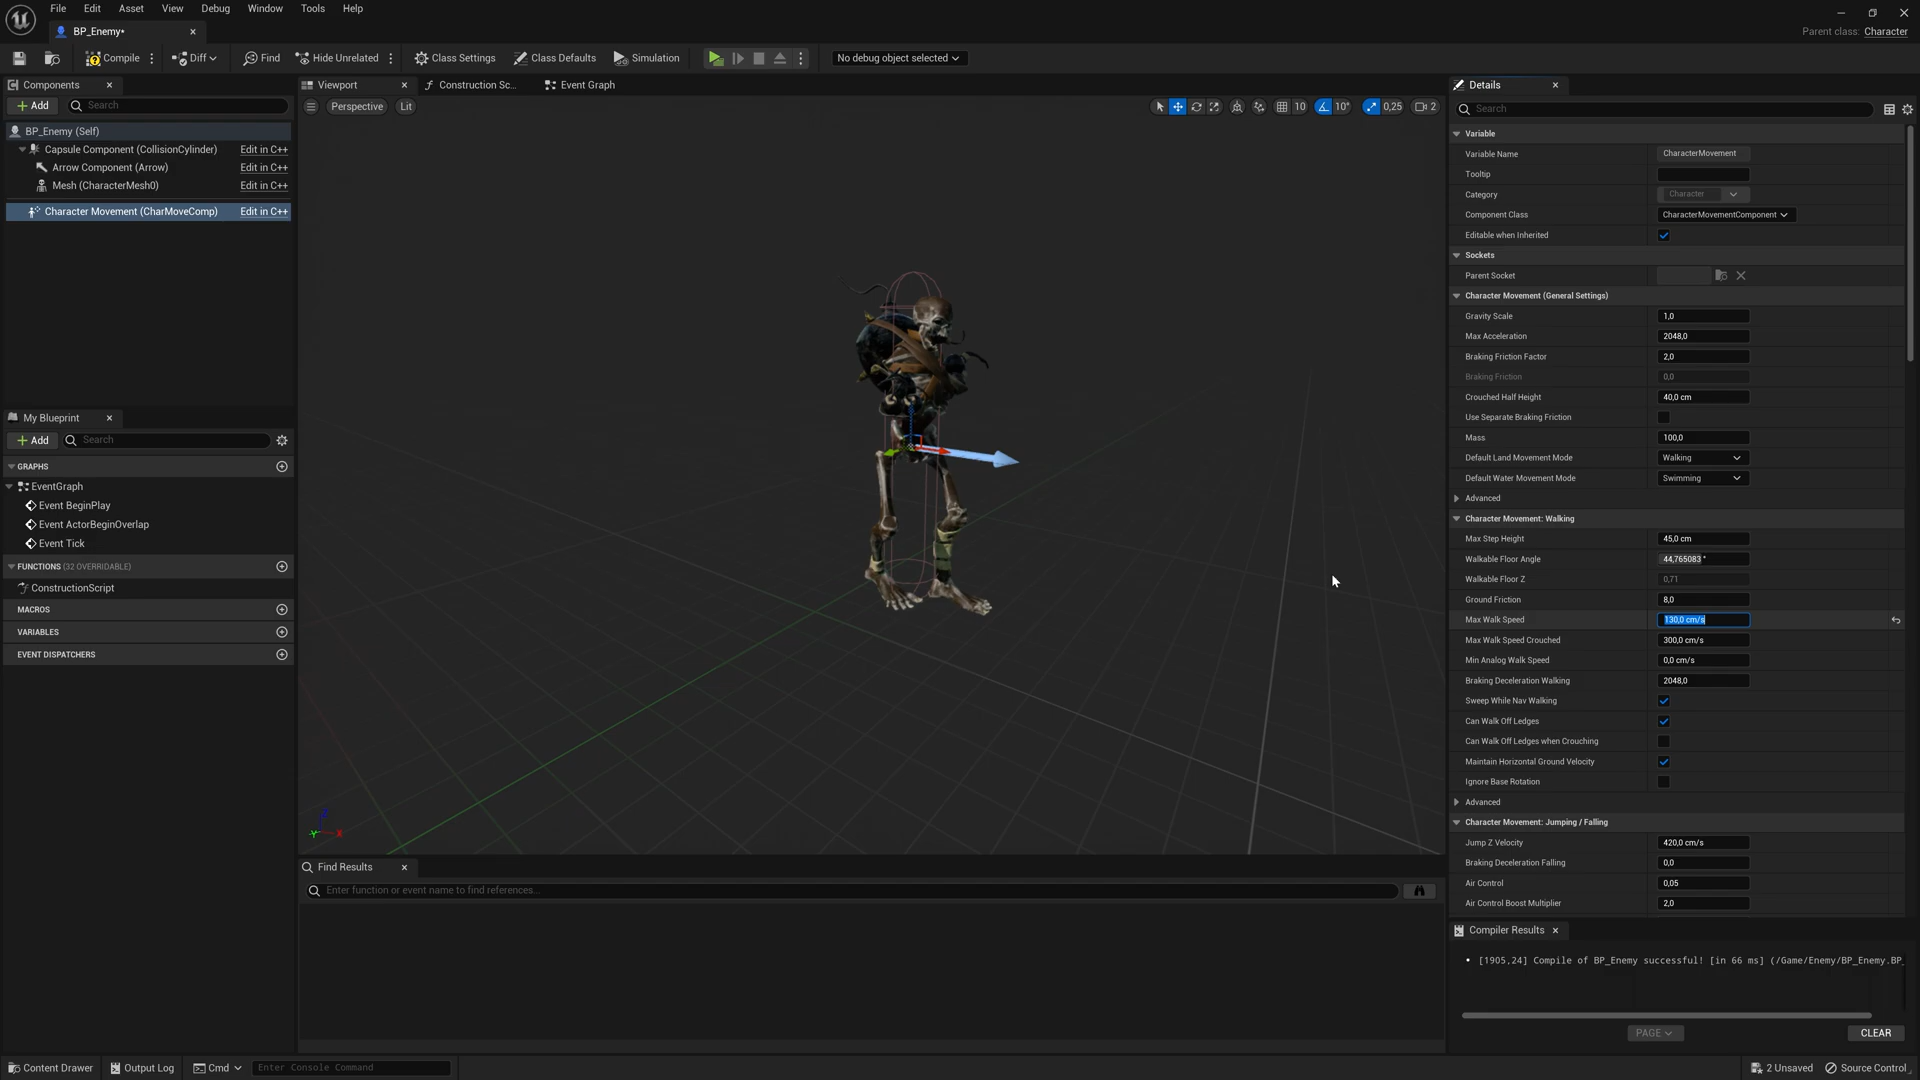 File Edit Asset View Debug Window Tools Help
BP_Enemy*
Parent class: Character
Compile Diff Find Hide Unrelated Class Settings Class Defaults Simulation No debug object selected
Components
Add Search
BP_Enemy (Self)
Capsule Component (CollisionCylinder) Edit in C++
Arrow Component (Arrow) Edit in C++
Mesh (CharacterMesh0) Edit in C++
Character Movement (CharMoveComp) Edit in C++
My Blueprint
Add Search
GRAPHS
EventGraph
Event BeginPlay
Event ActorBeginOverlap
Event Tick
FUNCTIONS (32 OVERRIDABLE)
ConstructionScript
MACROS
VARIABLES
EVENT DISPATCHERS
Viewport Construction Sc... Event Graph
Perspective Lit 10 10° 0,25 2
Z
Y X
Find Results
Enter function or event name to find references...
Details
Search
Variable
Variable Name CharacterMovement
Tooltip
Category Character
Component Class CharacterMovementComponent
Editable when Inherited
Sockets
Parent Socket
Character Movement (General Settings)
Gravity Scale 1,0
Max Acceleration 2048,0
Braking Friction Factor 2,0
Braking Friction 0,0
Crouched Half Height 40,0 cm
Use Separate Braking Friction
Mass 100,0
Default Land Movement Mode Walking
Default Water Movement Mode Swimming
Advanced
Character Movement: Walking
Max Step Height 45,0 cm
Walkable Floor Angle 44,765083 °
Walkable Floor Z 0,71
Ground Friction 8,0
Max Walk Speed 130,0 cm/s
Max Walk Speed Crouched 300,0 cm/s
Min Analog Walk Speed 0,0 cm/s
Braking Deceleration Walking 2048,0
Sweep While Nav Walking
Can Walk Off Ledges
Can Walk Off Ledges when Crouching
Maintain Horizontal Ground Velocity
Ignore Base Rotation
Advanced
Character Movement: Jumping / Falling
Jump Z Velocity 420,0 cm/s
Braking Deceleration Falling 0,0
Air Control 0,05
Air Control Boost Multiplier 2,0
Compiler Results
• [1905,24] Compile of BP_Enemy successful! [in 66 ms] (/Game/Enemy/BP_Enemy.BP_
PAGE CLEAR
Content Drawer Output Log Cmd Enter Console Command 2 Unsaved Source Control